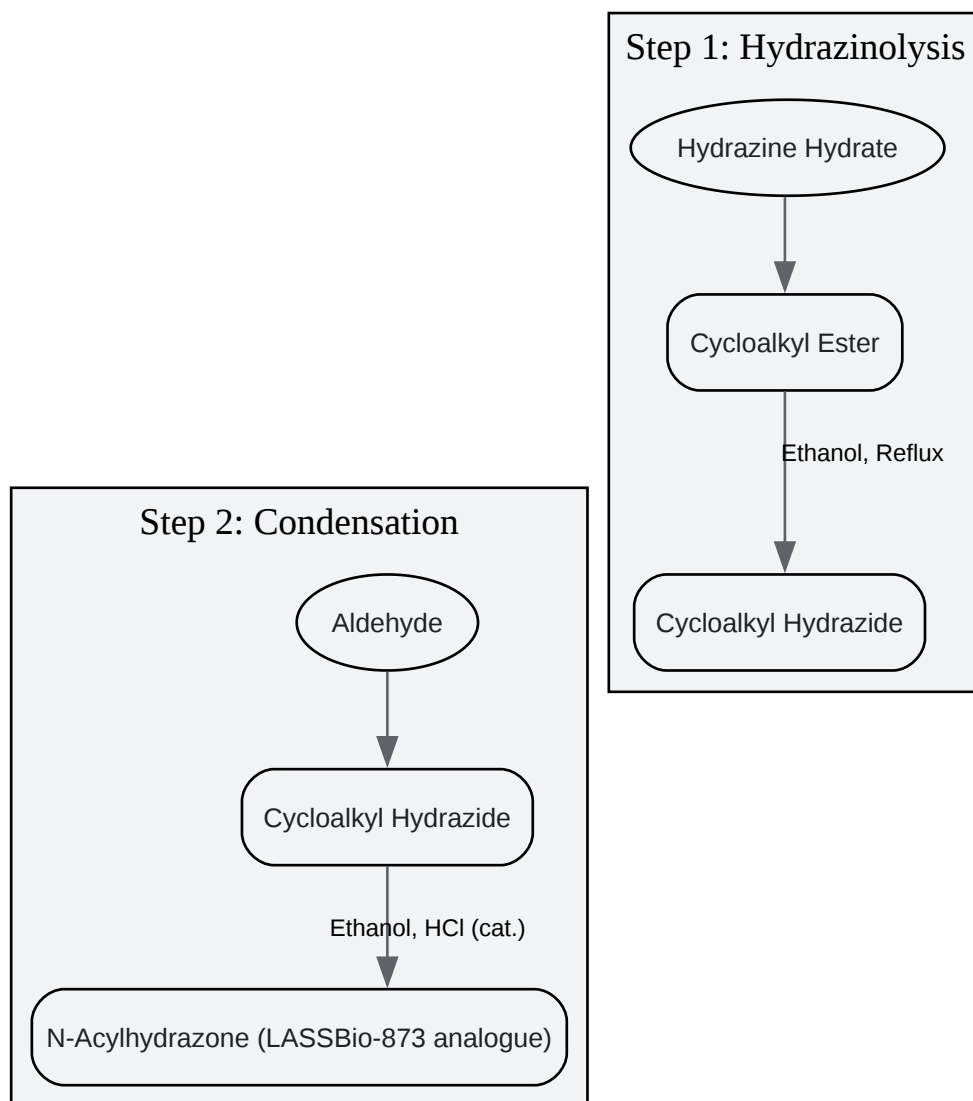 Step 1: Hydrazinolysis
Hydrazine Hydrate
Cycloalkyl Ester
Ethanol, Reflux
Cycloalkyl Hydrazide
Step 2: Condensation
Aldehyde
Cycloalkyl Hydrazide
Ethanol, HCl (cat.)
N-Acylhydrazone (LASSBio-873 analogue)